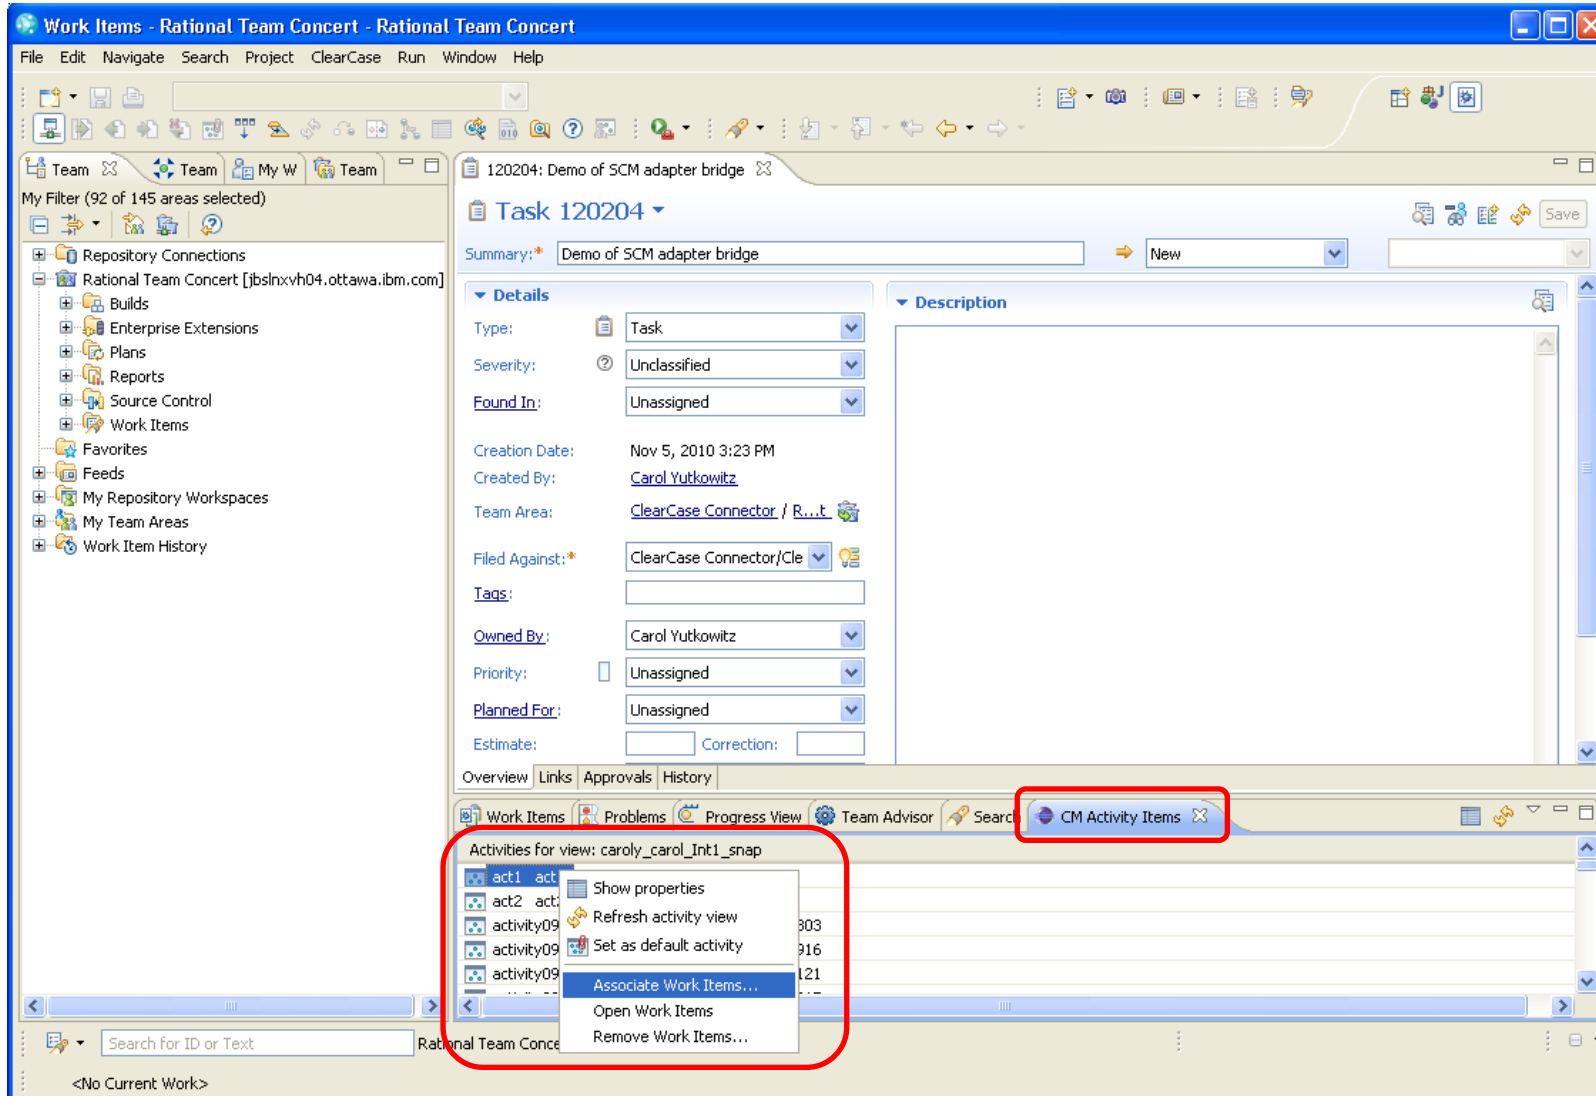 Work Items - Rational Team Concert - Rational Team Concert
File Edit Navigate Search Project ClearCase Run Window Help
Team Team My W Team
My Filter (92 of 145 areas selected)
Repository Connections
Rational Team Concert [jbslnxvh04.ottawa.ibm.com]
Builds
Enterprise Extensions
Plans
Reports
Source Control
Work Items
Favorites
Feeds
My Repository Workspaces
My Team Areas
Work Item History
120204: Demo of SCM adapter bridge
Task 120204
Save
Summary:* Demo of SCM adapter bridge New
Details
Type: Task
Severity: Unclassified
Found In: Unassigned
Creation Date: Nov 5, 2010 3:23 PM
Created By: Carol Yutkowitz
Team Area: ClearCase Connector / R...t
Filed Against:* ClearCase Connector/Cle
Tags:
Owned By: Carol Yutkowitz
Priority: Unassigned
Planned For: Unassigned
Estimate: Correction:
Description
Overview Links Approvals History
Work Items Problems Progress View Team Advisor Search CM Activity Items
Activities for view: caroly_carol_Int1_snap
act1 act
act2 act
activity09 803
activity09 916
activity09 121
Show properties
Refresh activity view
Set as default activity
Associate Work Items...
Open Work Items
Remove Work Items...
Search for ID or Text
Rational Team Conce
<No Current Work>